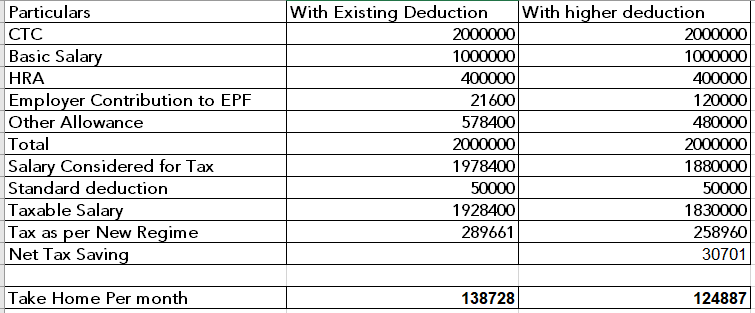 Particulars With Existing Deduction With higher deduction
CTC 2000000 2000000
Basic Salary 1000000 1000000
HRA 400000 400000
Employer Contribution to EPF 21600 120000
Other Allowance 578400 480000
Total 2000000 2000000
Salary Considered for Tax 1978400 1880000
Standard deduction 50000 50000
Taxable Salary 1928400 1830000
Tax as per New Regime 289661 258960
Net Tax Saving 30701
Take Home Per month 138728 124887